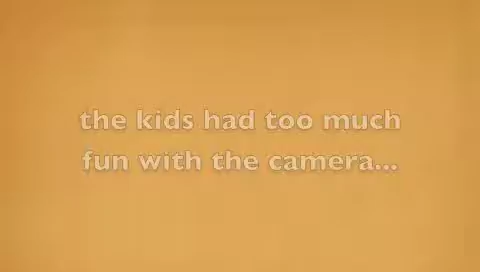 the kids had too much
fun with the camera...